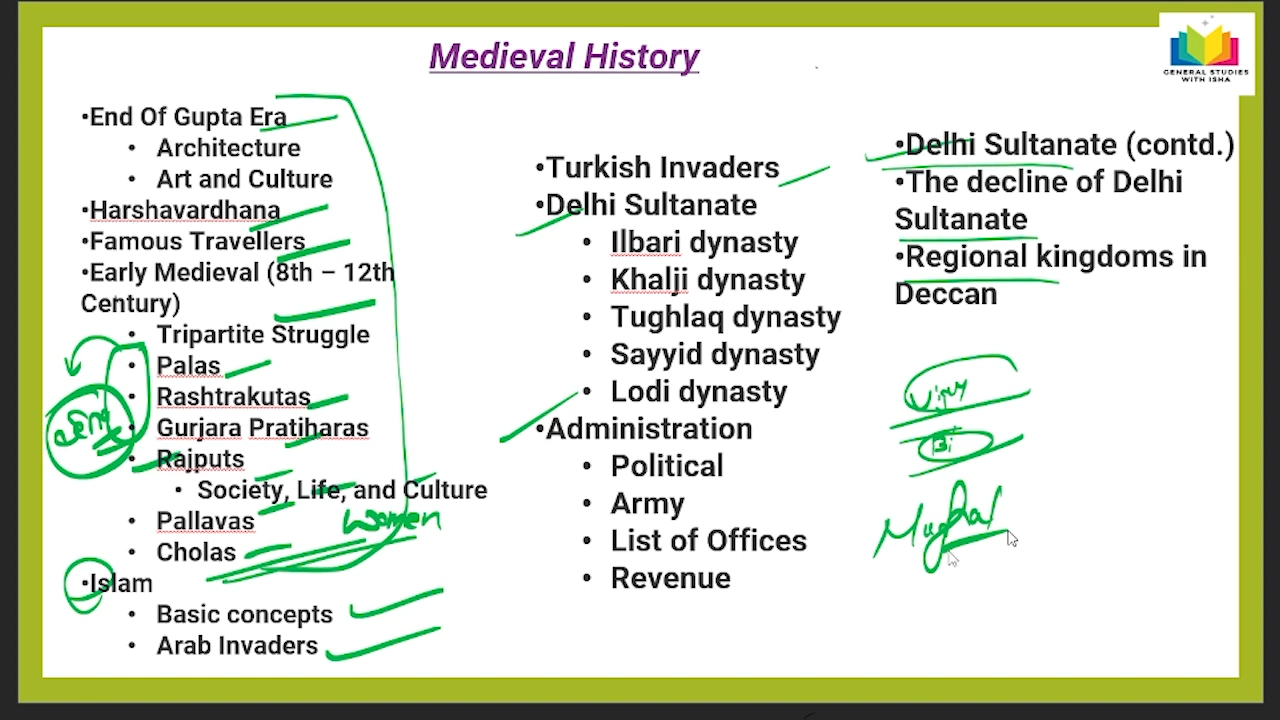 Medieval History
GENERAL STUDIES
WITH ISHA
•End Of Gupta Era
• Architecture
• Art and Culture
•Harshavardhana
•Famous Travellers
•Early Medieval (8th – 12th
Century)
• Tripartite Struggle
• Palas
• Rashtrakutas
• Gurjara Pratiharas
• Rajputs
• Society, Life, and Culture
• Pallavas
women
• Cholas
•Islam
• Basic concepts
• Arab Invaders
•Turkish Invaders
•Delhi Sultanate
• Ilbari dynasty
• Khalji dynasty
• Tughlaq dynasty
• Sayyid dynasty
• Lodi dynasty
•Administration
• Political
• Army
• List of Offices
• Revenue
•Delhi Sultanate (contd.)
•The decline of Delhi
Sultanate
•Regional kingdoms in
Deccan
Vijay
Mughal